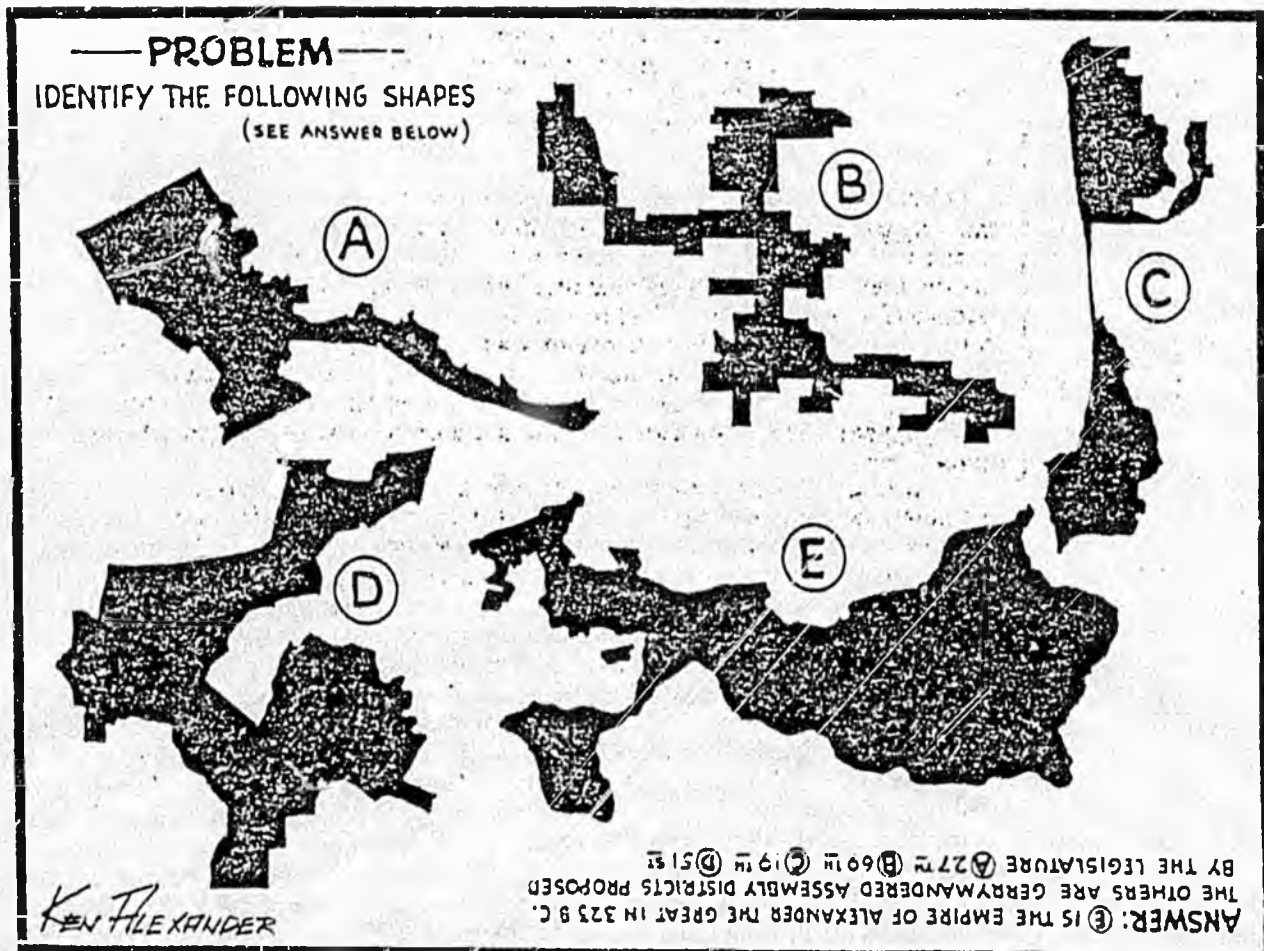 PROBLEM
IDENTIFY THE FOLLOWING SHAPES
(SEE ANSWER BELOW)
A
B
C
D
E
ANSWER: E IS THE EMPIRE OF ALEXANDER THE GREAT IN 323 B.C.
THE OTHERS ARE GERRYMANDERED ASSEMBLY DISTRICTS PROPOSED
BY THE LEGISLATURE A 27TH B 69TH C 19TH D 51ST
KEN ALEXANDER